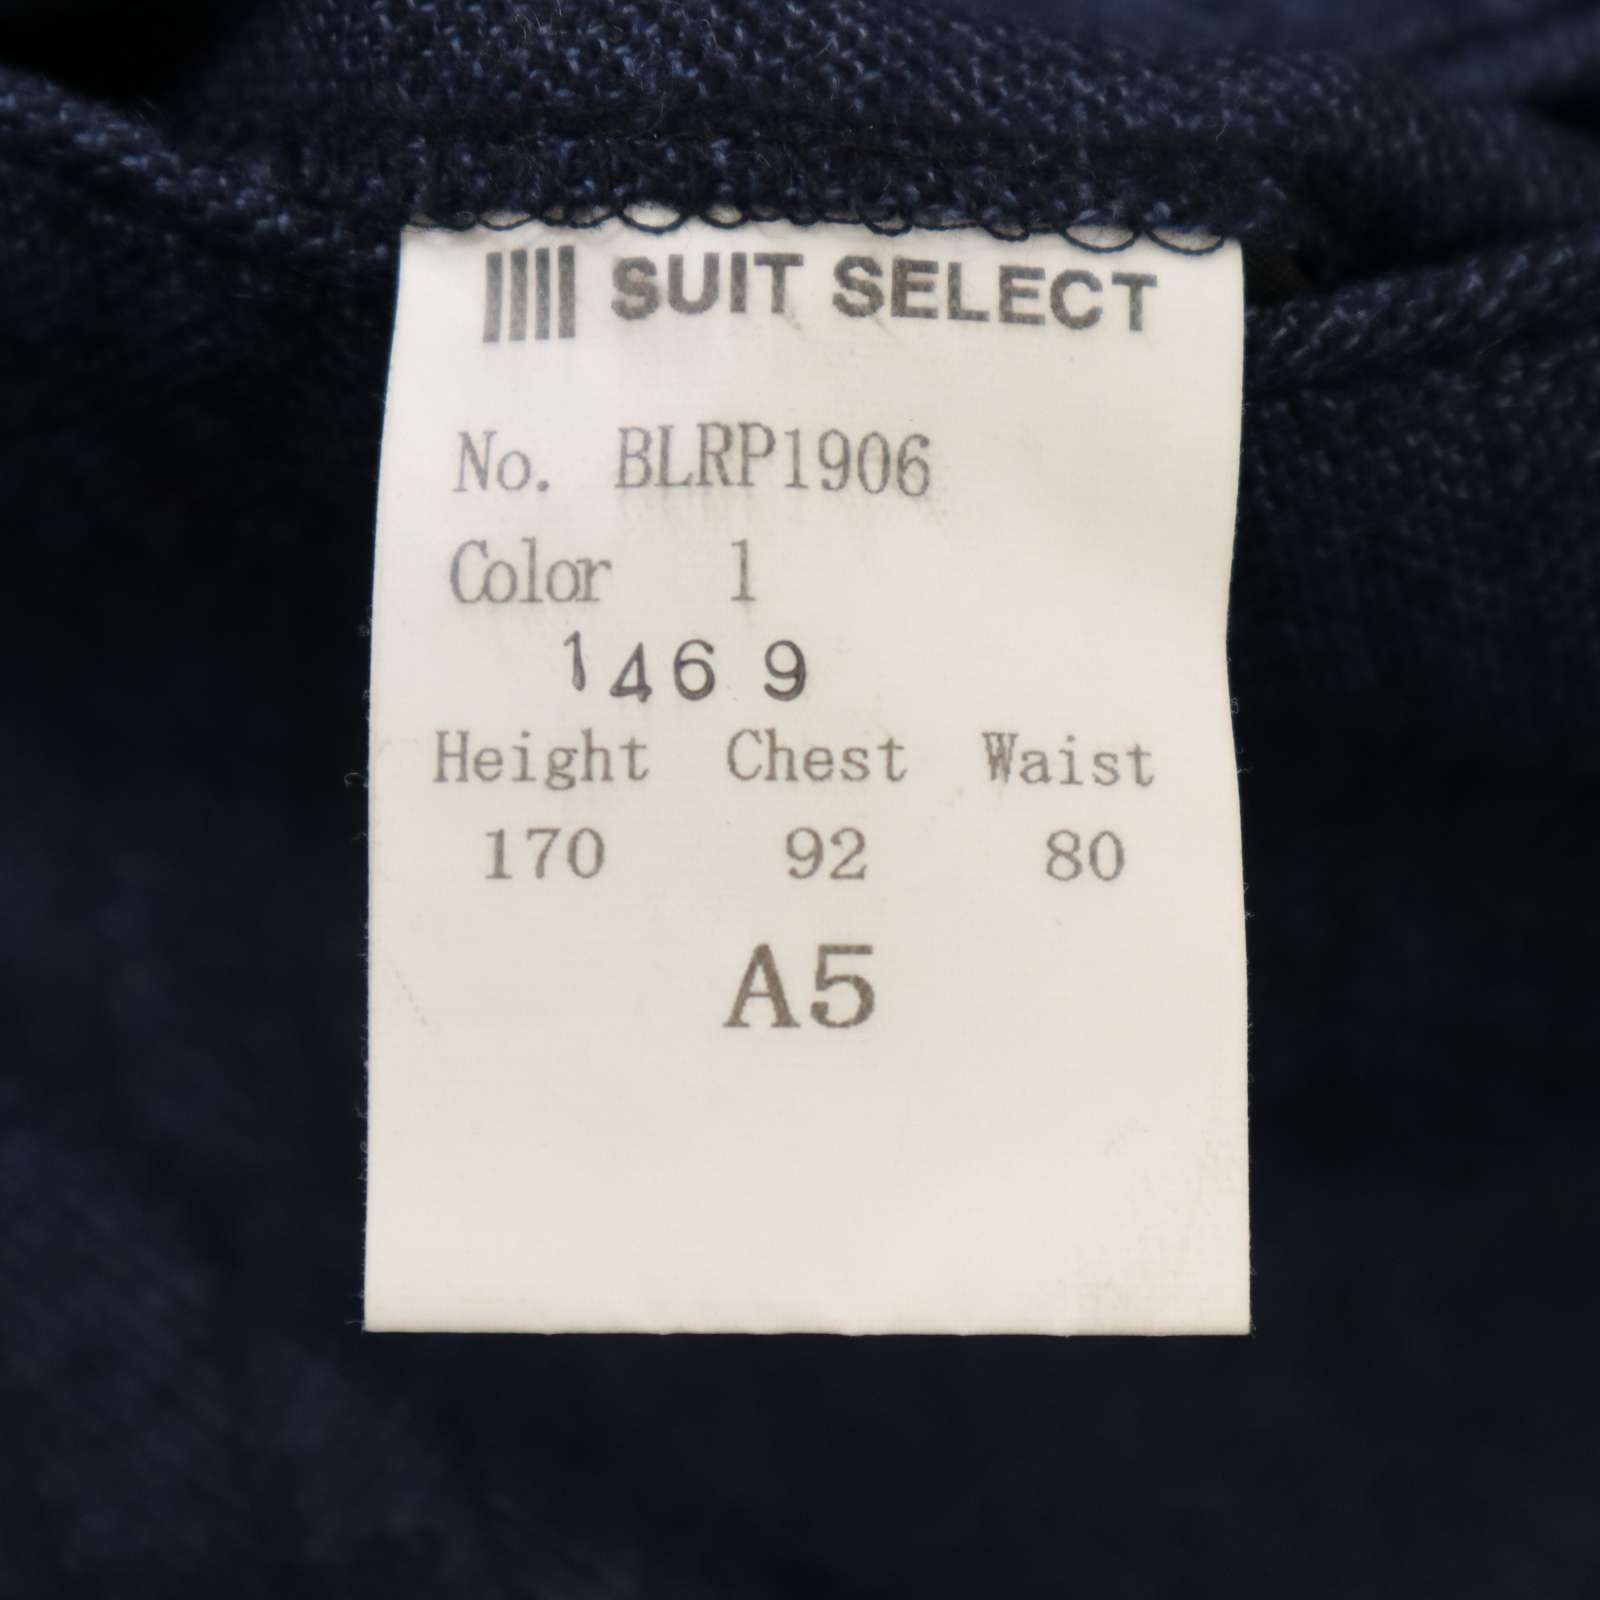 SUIT SELECT
No. BLRP1906
Color 1
146 9
Height Chest Waist
170 92 80
A5